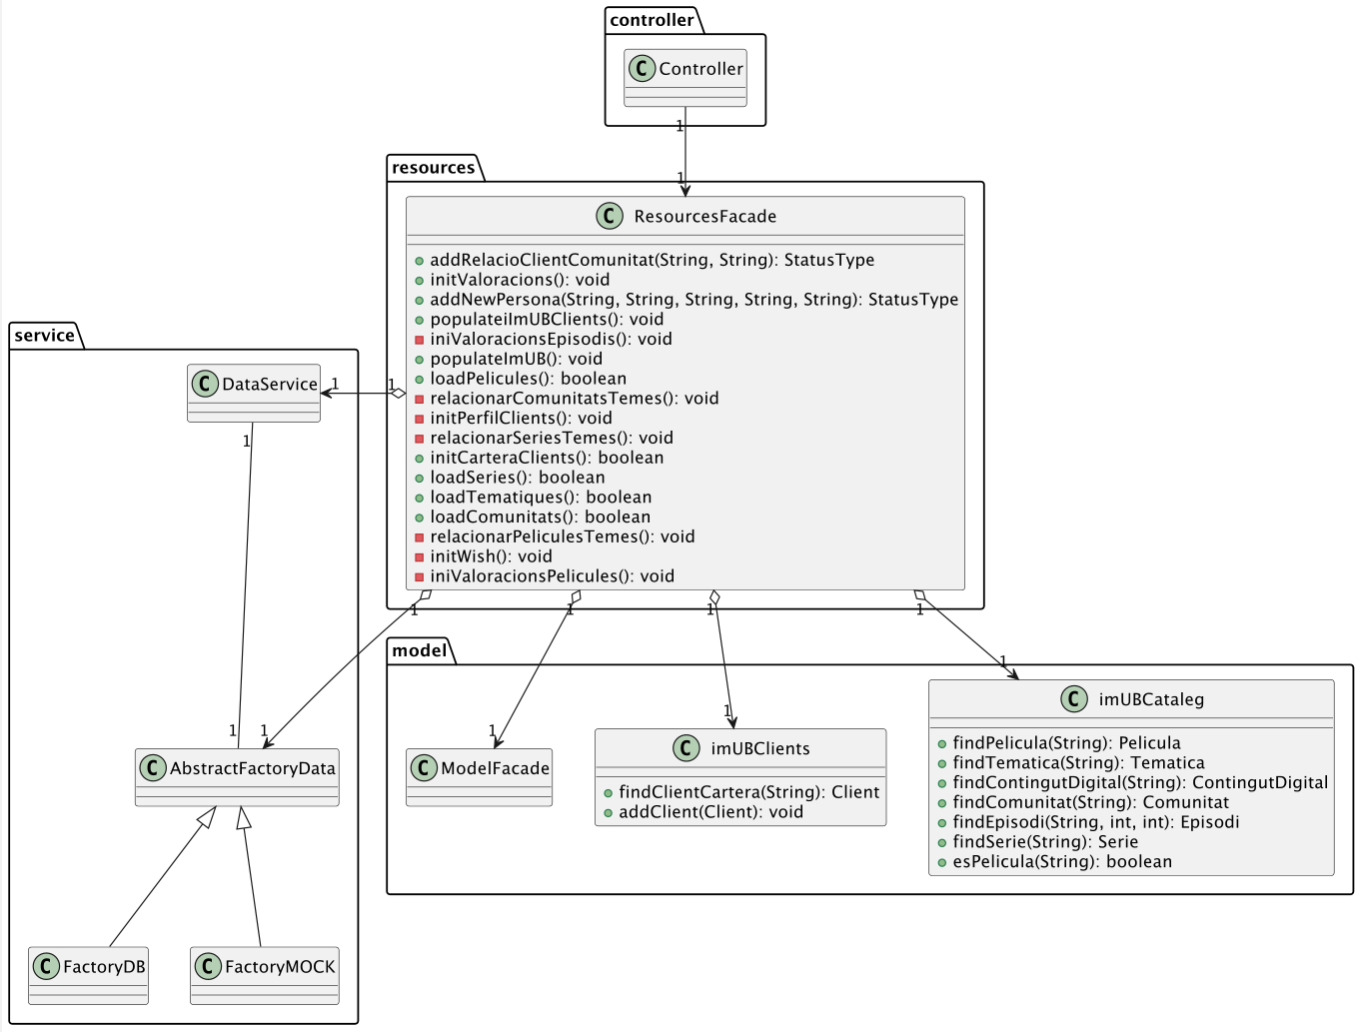 controller
C Controller
1
1
resources
C ResourcesFacade
addRelacioClientComunitat(String, String): StatusType
initValoracions(): void
addNewPersona(String, String, String, String, String): StatusType
populateiImUBClients(): void
iniValoracionsEpisodis(): void
populateImUB(): void
loadPelicules(): boolean
relacionarComunitatsTemes(): void
initPerfilClients(): void
relacionarSeriesTemes(): void
initCarteraClients(): boolean
loadSeries(): boolean
loadTematiques(): boolean
loadComunitats(): boolean
relacionarPeliculesTemes(): void
initWish(): void
iniValoracionsPelicules(): void
service
C DataService
1
1
1
1
1
1
1
1
1
model
1
C imUBCataleg
findPelicula(String): Pelicula
findTematica(String): Tematica
findContingutDigital(String): ContingutDigital
findComunitat(String): Comunitat
findEpisodi(String, int, int): Episodi
findSerie(String): Serie
esPelicula(String): boolean
1
C imUBClients
findClientCartera(String): Client
addClient(Client): void
C ModelFacade
C AbstractFactoryData
C FactoryDB
C FactoryMOCK